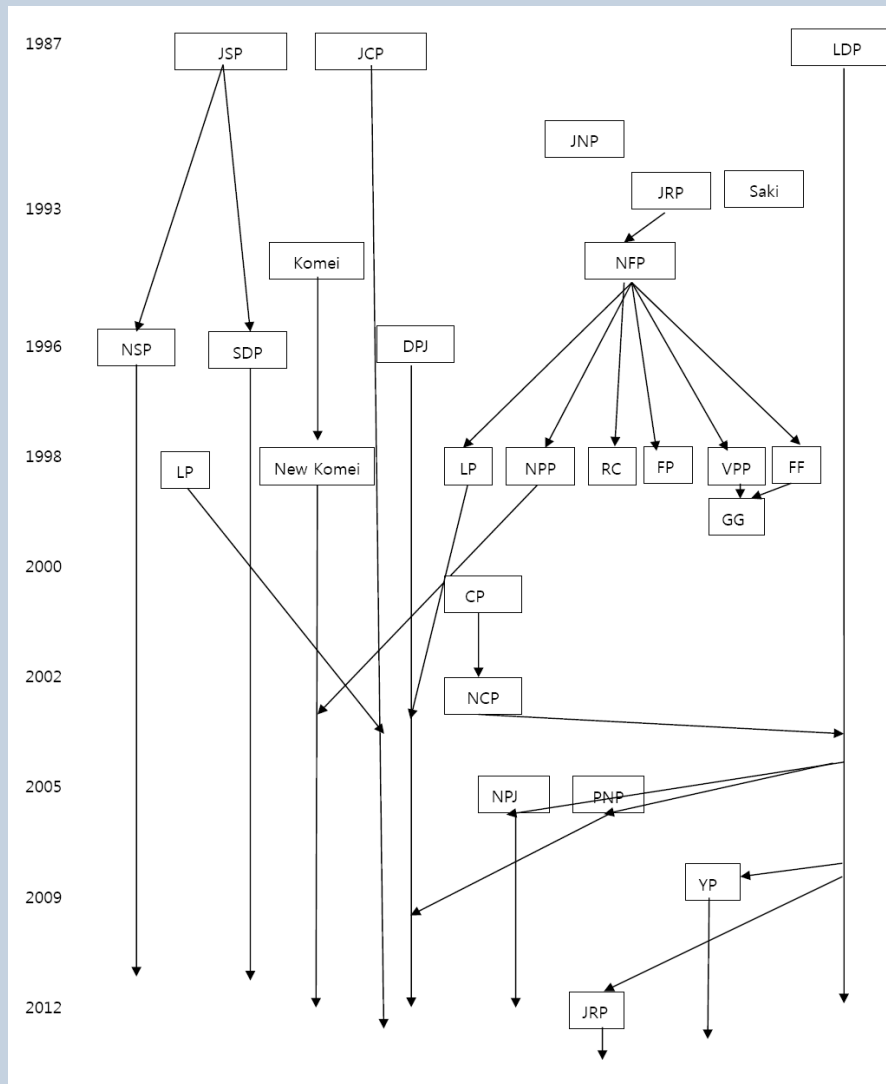 1987
JSP
JCP
LDP
JNP
JRP
Saki
1993
Komei
NFP
1996
NSP
SDP
DPJ
1998
LP
New Komei
LP
NPP
RC
FP
VPP
FF
GG
2000
CP
2002
NCP
2005
NPJ
PNP
YP
2009
2012
JRP